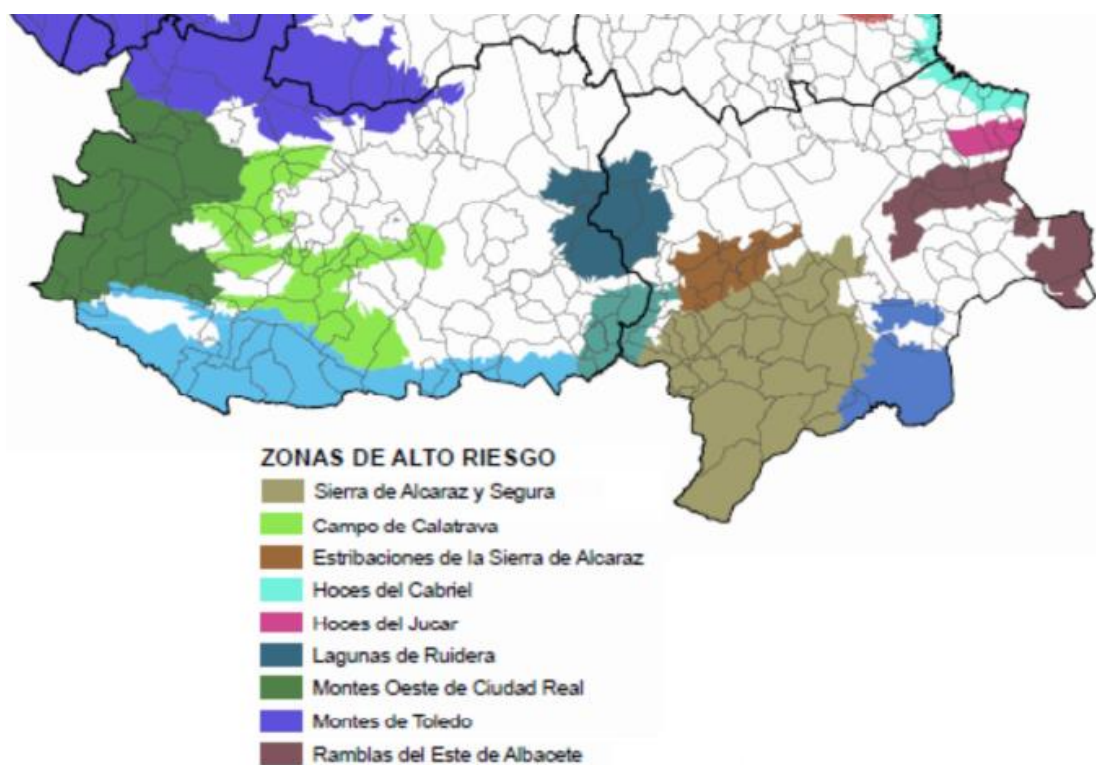 ZONAS DE ALTO RIESGO
Sierra de Alcaraz y Segura
Campo de Calatrava
Estribaciones de la Sierra de Alcaraz
Hoces del Cabriel
Hoces del Jucar
Lagunas de Ruidera
Montes Oeste de Ciudad Real
Montes de Toledo
Ramblas del Este de Albacete